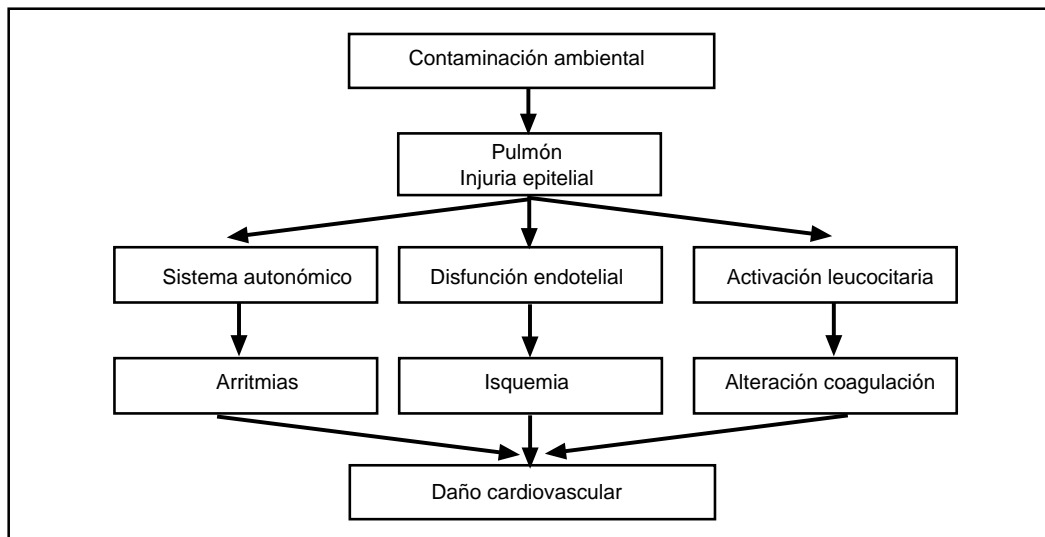 Contaminación ambiental
Pulmón
Injuria epitelial
Sistema autonómico
Disfunción endotelial
Activación leucocitaria
Arritmias
Isquemia
Alteración coagulación
Daño cardiovascular